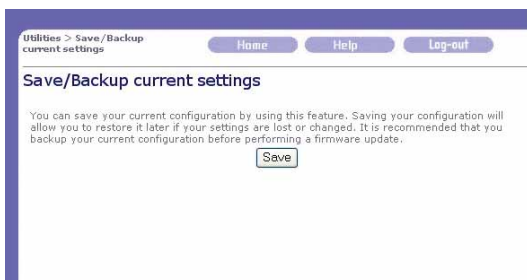 Utilities > Save/Backup
current settings
Home
Help
Log-out
Save/Backup current settings
You can save your current configuration by using this feature. Saving your configuration will
allow you to restore it later if your settings are lost or changed. It is recommended that you
backup your current configuration before performing a firmware update.
Save